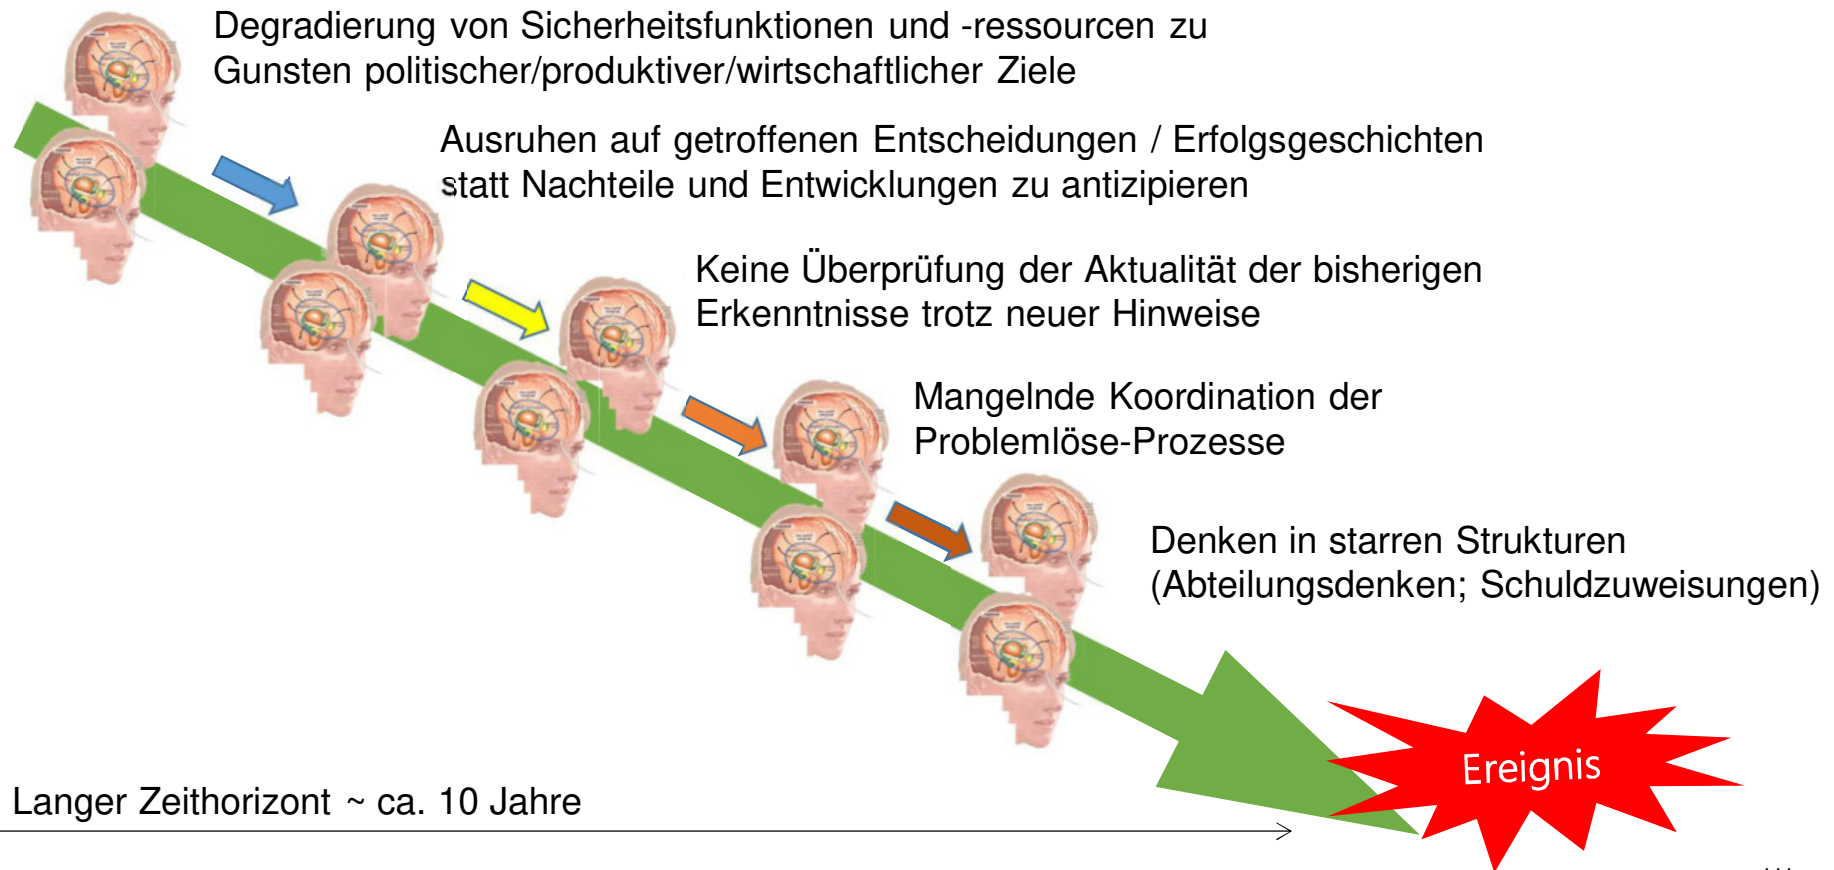 Degradierung von Sicherheitsfunktionen und -ressourcen zu
Gunsten politischer/produktiver/wirtschaftlicher Ziele
Ausruhen auf getroffenen Entscheidungen / Erfolgsgeschichten
statt Nachteile und Entwicklungen zu antizipieren
Keine Überprüfung der Aktualität der bisherigen
Erkenntnisse trotz neuer Hinweise
Mangelnde Koordination der
Problemlöse-Prozesse
Denken in starren Strukturen
(Abteilungsdenken; Schuldzuweisungen)
Ereignis
Langer Zeithorizont ~ ca. 10 Jahre